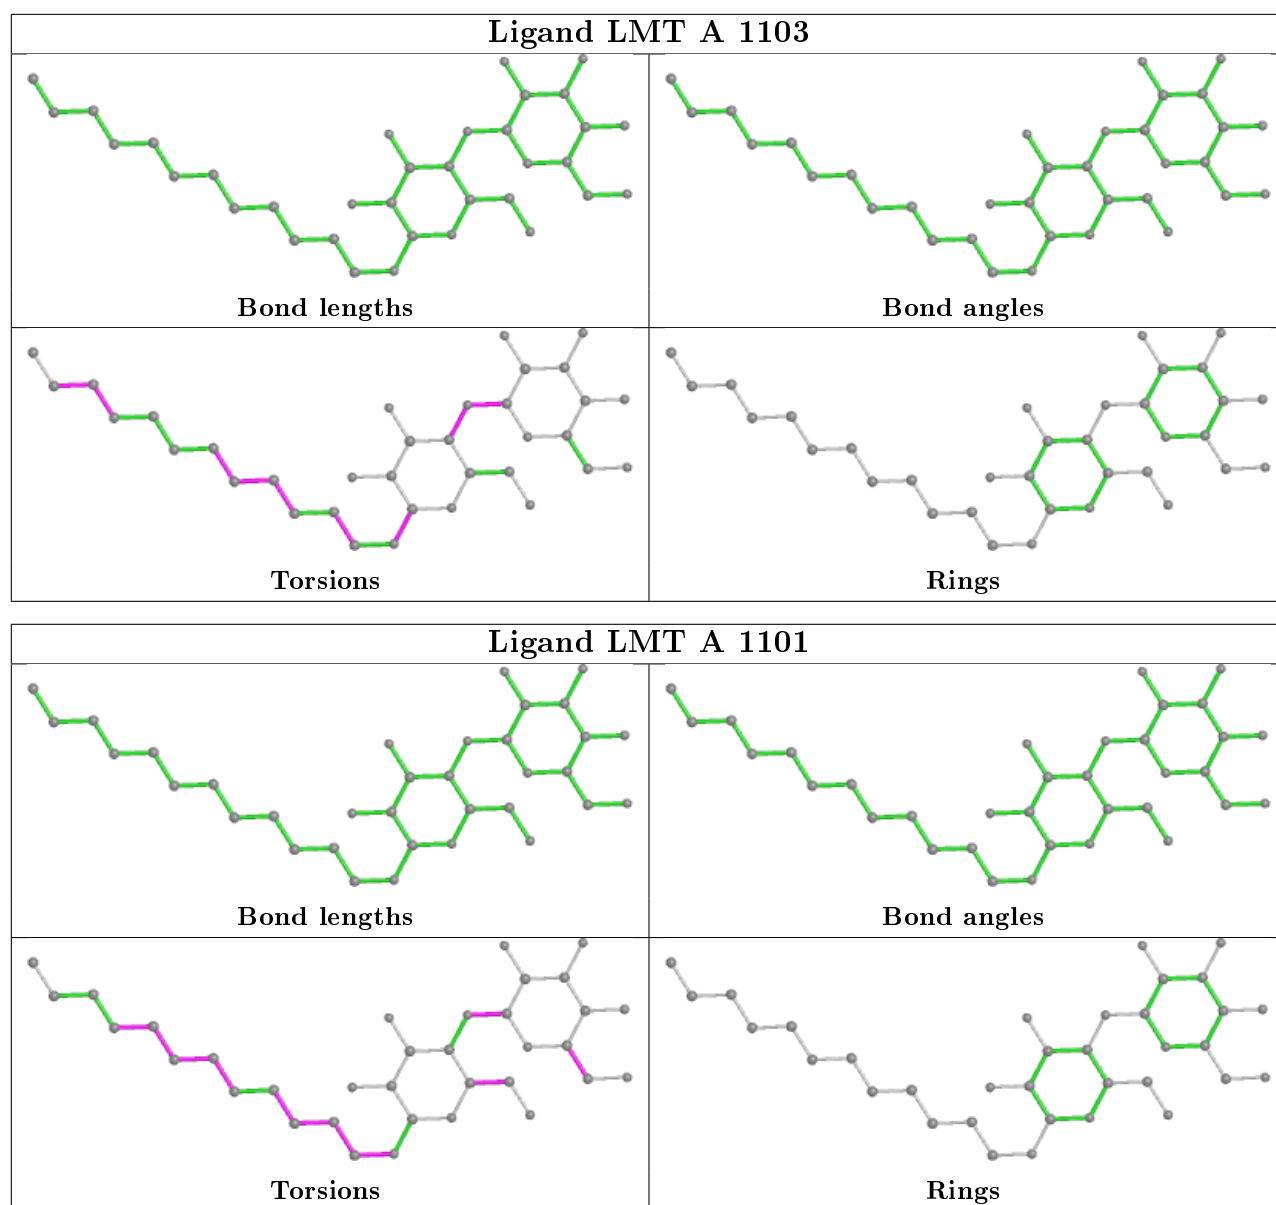 Ligand LMT A 1103
Bond lengths
Bond angles
Torsions
Rings
Ligand LMT A 1101
Bond lengths
Bond angles
Torsions
Rings